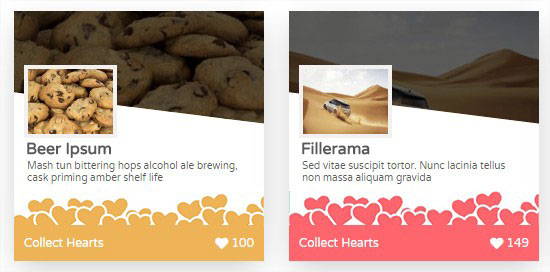 Beer Ipsum
Mash tun bittering hops alcohol ale brewing,
cask priming amber shelf life
Collect Hearts
100
Fillerama
Sed vitae suscipit tortor. Nunc lacinia tellus
non massa aliquam gravida
Collect Hearts
149